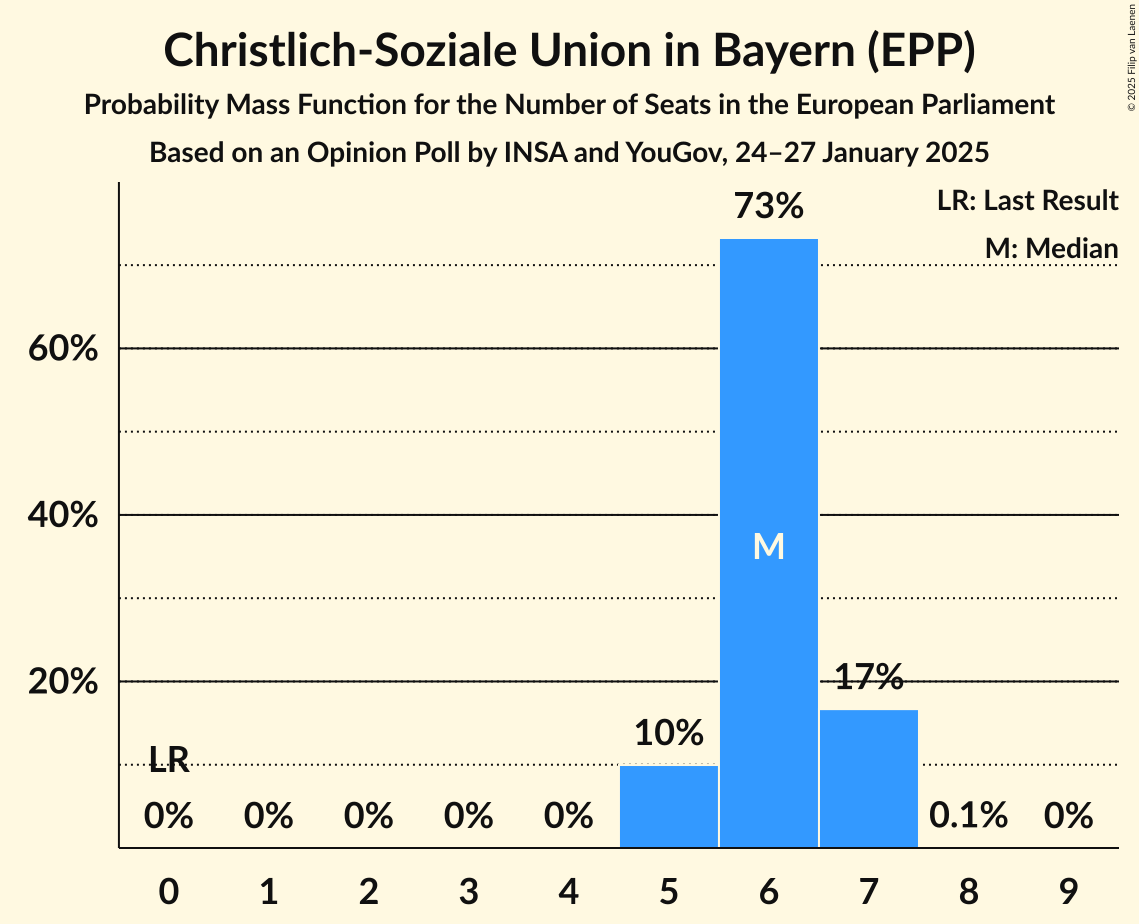 Christlich-Soziale Union in Bayern (EPP)
Probability Mass Function for the Number of Seats in the European Parliament
Based on an Opinion Poll by INSA and YouGov, 24–27 January 2025
© 2025 Filip van Laenen
LR: Last Result
M: Median
73%
60%
40%
M
20%
17%
10%
LR
0% 0% 0% 0% 0% 0.1% 0%
0 1 2 3 4 5 6 7 8 9